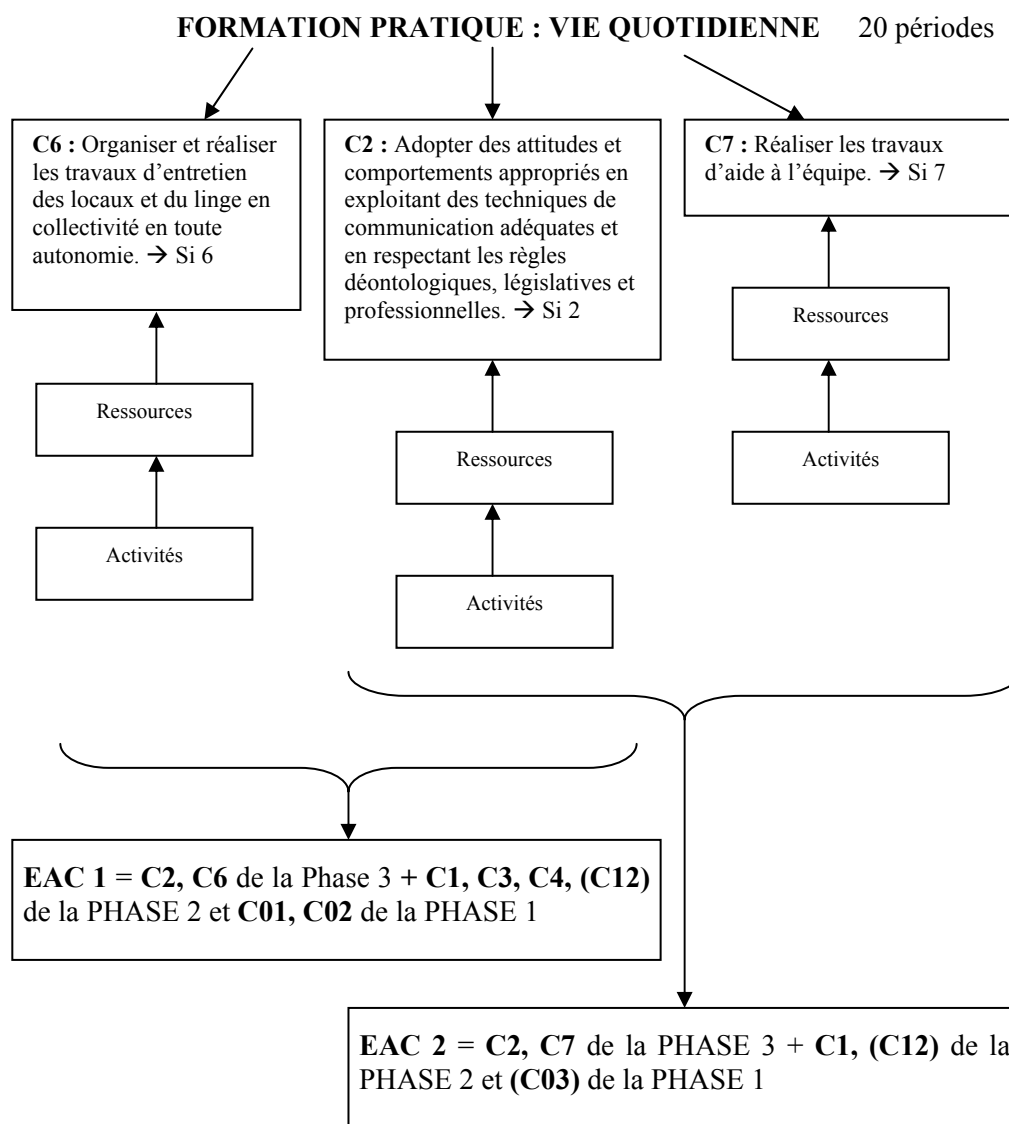 FORMATION PRATIQUE : VIE QUOTIDIENNE 20 périodes
C6 : Organiser et réaliser
les travaux d'entretien
des locaux et du linge en
collectivité en toute
autonomie. → Si 6
C2 : Adopter des attitudes et
comportements appropriés en
exploitant des techniques de
communication adéquates et
en respectant les règles
déontologiques, législatives et
professionnelles. → Si 2
C7 : Réaliser les travaux
d'aide à l'équipe. → Si 7
Ressources
Activités
Ressources
Activités
Ressources
Activités
EAC 1 = C2, C6 de la Phase 3 + C1, C3, C4, (C12)
de la PHASE 2 et C01, C02 de la PHASE 1
EAC 2 = C2, C7 de la PHASE 3 + C1, (C12) de la
PHASE 2 et (C03) de la PHASE 1